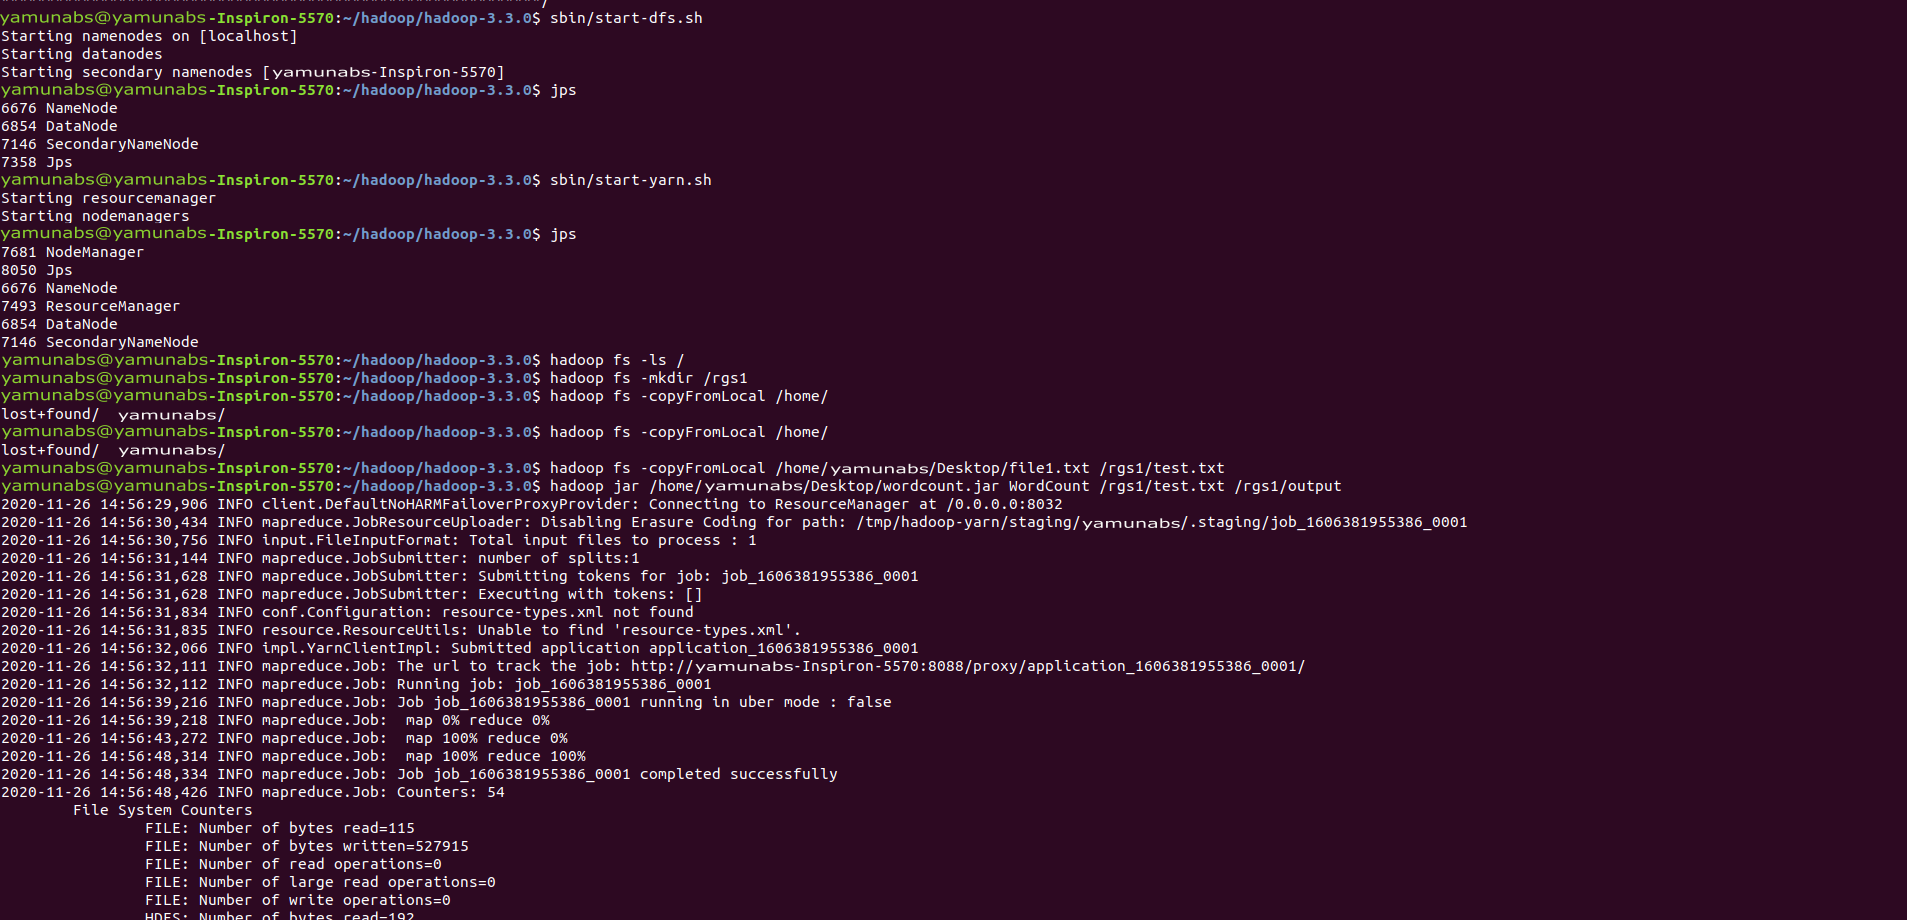 yamunabs@yamunabs-Inspiron-5570:~/hadoop/hadoop-3.3.0$ sbin/start-dfs.sh
Starting namenodes on [localhost]
Starting datanodes
Starting secondary namenodes [yamunabs-Inspiron-5570]
yamunabs@yamunabs-Inspiron-5570:~/hadoop/hadoop-3.3.0$ jps
6676 NameNode
6854 DataNode
7146 SecondaryNameNode
7358 Jps
yamunabs@yamunabs-Inspiron-5570:~/hadoop/hadoop-3.3.0$ sbin/start-yarn.sh
Starting resourcemanager
Starting nodemanagers
yamunabs@yamunabs-Inspiron-5570:~/hadoop/hadoop-3.3.0$ jps
7681 NodeManager
8050 Jps
6676 NameNode
7493 ResourceManager
6854 DataNode
7146 SecondaryNameNode
yamunabs@yamunabs-Inspiron-5570:~/hadoop/hadoop-3.3.0$ hadoop fs -ls /
yamunabs@yamunabs-Inspiron-5570:~/hadoop/hadoop-3.3.0$ hadoop fs -mkdir /rgs1
yamunabs@yamunabs-Inspiron-5570:~/hadoop/hadoop-3.3.0$ hadoop fs -copyFromLocal /home/
lost+found/  yamunabs/
yamunabs@yamunabs-Inspiron-5570:~/hadoop/hadoop-3.3.0$ hadoop fs -copyFromLocal /home/
lost+found/  yamunabs/
yamunabs@yamunabs-Inspiron-5570:~/hadoop/hadoop-3.3.0$ hadoop fs -copyFromLocal /home/yamunabs/Desktop/file1.txt /rgs1/test.txt
yamunabs@yamunabs-Inspiron-5570:~/hadoop/hadoop-3.3.0$ hadoop jar /home/yamunabs/Desktop/wordcount.jar WordCount /rgs1/test.txt /rgs1/output
2020-11-26 14:56:29,906 INFO client.DefaultNoHARMFailoverProxyProvider: Connecting to ResourceManager at /0.0.0.0:8032
2020-11-26 14:56:30,434 INFO mapreduce.JobResourceUploader: Disabling Erasure Coding for path: /tmp/hadoop-yarn/staging/yamunabs/.staging/job_1606381955386_0001
2020-11-26 14:56:30,756 INFO input.FileInputFormat: Total input files to process : 1
2020-11-26 14:56:31,144 INFO mapreduce.JobSubmitter: number of splits:1
2020-11-26 14:56:31,628 INFO mapreduce.JobSubmitter: Submitting tokens for job: job_1606381955386_0001
2020-11-26 14:56:31,628 INFO mapreduce.JobSubmitter: Executing with tokens: []
2020-11-26 14:56:31,834 INFO conf.Configuration: resource-types.xml not found
2020-11-26 14:56:31,835 INFO resource.ResourceUtils: Unable to find 'resource-types.xml'.
2020-11-26 14:56:32,066 INFO impl.YarnClientImpl: Submitted application application_1606381955386_0001
2020-11-26 14:56:32,111 INFO mapreduce.Job: The url to track the job: http://yamunabs-Inspiron-5570:8088/proxy/application_1606381955386_0001/
2020-11-26 14:56:32,112 INFO mapreduce.Job: Running job: job_1606381955386_0001
2020-11-26 14:56:39,216 INFO mapreduce.Job: Job job_1606381955386_0001 running in uber mode : false
2020-11-26 14:56:39,218 INFO mapreduce.Job:  map 0% reduce 0%
2020-11-26 14:56:43,272 INFO mapreduce.Job:  map 100% reduce 0%
2020-11-26 14:56:48,314 INFO mapreduce.Job:  map 100% reduce 100%
2020-11-26 14:56:48,334 INFO mapreduce.Job: Job job_1606381955386_0001 completed successfully
2020-11-26 14:56:48,426 INFO mapreduce.Job: Counters: 54
File System Counters
FILE: Number of bytes read=115
FILE: Number of bytes written=527915
FILE: Number of read operations=0
FILE: Number of large read operations=0
FILE: Number of write operations=0
HDFS: Number of bytes read=192